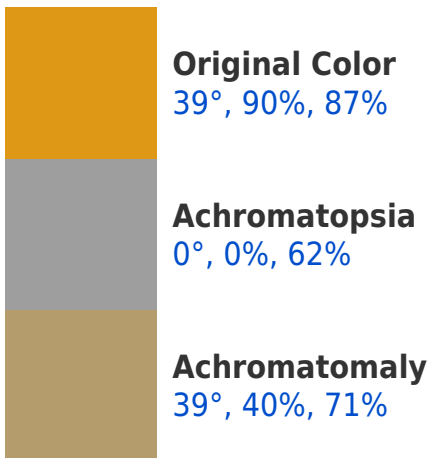 Original Color
39°, 90%, 87%
Achromatopsia
0°, 0%, 62%
Achromatomaly
39°, 40%, 71%